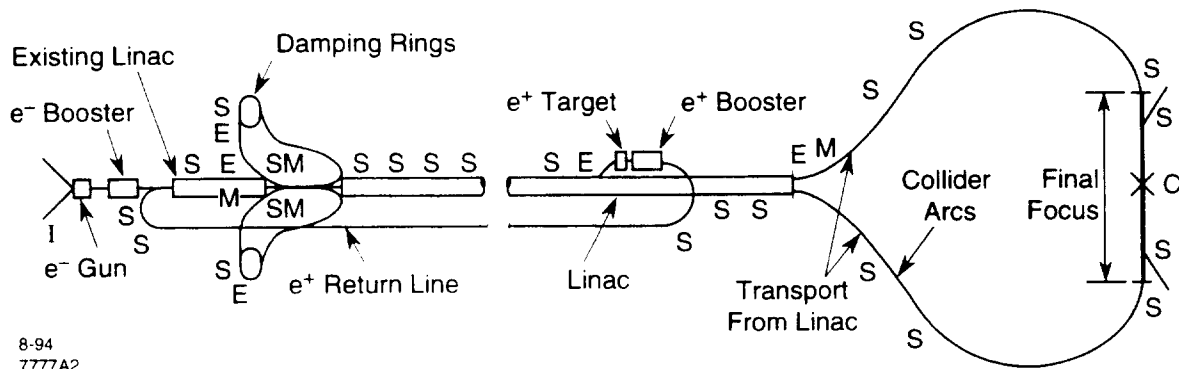 Damping Rings
Existing Linac
e⁻ Booster
e⁺ Target
e⁺ Booster
S
S
S
S
S
S
E
S
E
SM
S S S S
S
E
E M
M
SM
S
S
S
S
S
S
E
S
S
S
S
S
S
I
C
e⁻ Gun
e⁺ Return Line
Linac
Transport
From Linac
Collider
Arcs
Final
Focus
8-94
7777A2